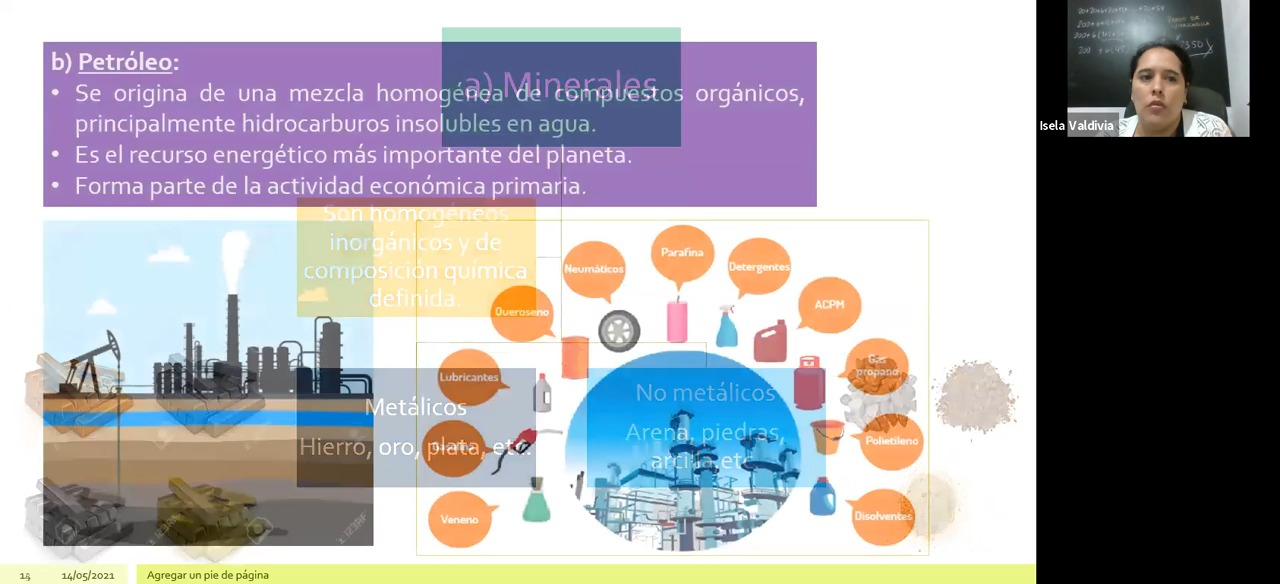 b) Petróleo:
a) Minerales
• Se origina de una mezcla homogénea de compuestos orgánicos,
principalmente hidrocarburos insolubles en agua.
• Es el recurso energético más importante del planeta.
• Forma parte de la actividad económica primaria.
Son homogéneos
inorgánicos y de
composición química
definida.
Metálicos
Hierro, oro, plata, etc..
No metálicos
Arena, piedras
arcilla.etc
Parafina
Neumáticos
Detergentes
Queroseno
ACPM
Gas
propano
Lubricantes
Polietileno
Veneno
Disolventes
14/05/2021
Agregar un pie de página
Isela Valdivia